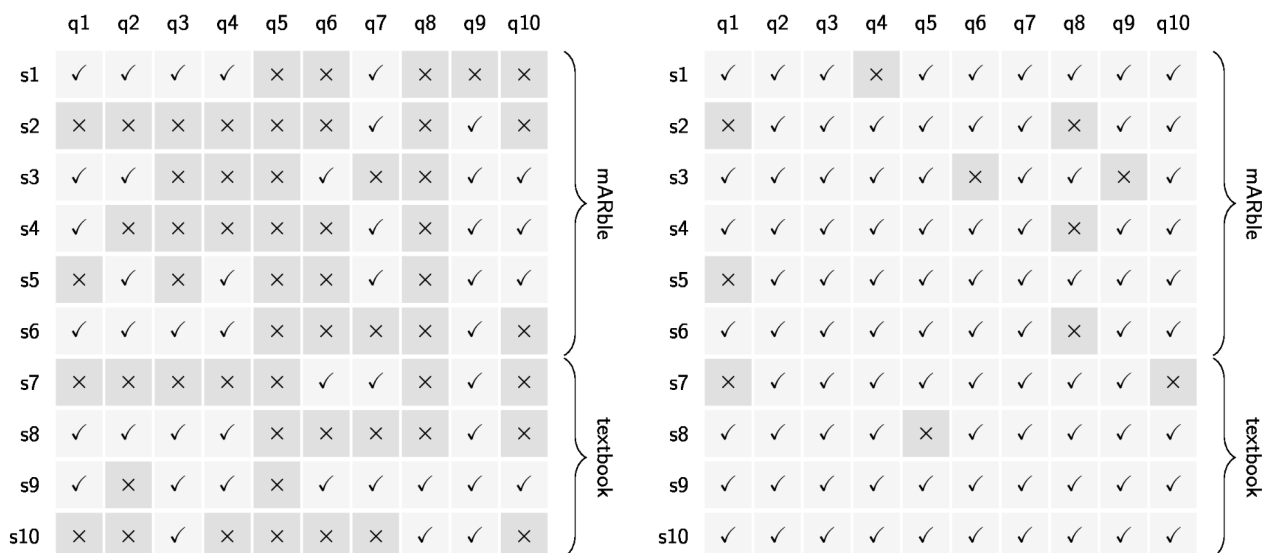 q1 q2 q3 q4 q5 q6 q7 q8 q9 q10
s1 ✓ ✓ ✓ ✓ × × ✓ × × ×
s2 × × × × × × ✓ × ✓ ×
s3 ✓ ✓ × × × ✓ × × ✓ ✓
s4 ✓ × × × × × ✓ × ✓ ✓
s5 × ✓ × ✓ × × ✓ × ✓ ✓
s6 ✓ ✓ ✓ ✓ × × × × ✓ ×
s7 × × × × × ✓ ✓ × ✓ ×
s8 ✓ ✓ ✓ ✓ × × × × ✓ ×
s9 ✓ × ✓ ✓ × ✓ ✓ ✓ ✓ ✓
s10 × × ✓ × × × × ✓ ✓ ×
mARble
textbook
q1 q2 q3 q4 q5 q6 q7 q8 q9 q10
s1 ✓ ✓ ✓ × ✓ ✓ ✓ ✓ ✓ ✓
s2 × ✓ ✓ ✓ ✓ ✓ ✓ × ✓ ✓
s3 ✓ ✓ ✓ ✓ ✓ × ✓ ✓ × ✓
s4 ✓ ✓ ✓ ✓ ✓ ✓ ✓ × ✓ ✓
s5 × ✓ ✓ ✓ ✓ ✓ ✓ ✓ ✓ ✓
s6 ✓ ✓ ✓ ✓ ✓ ✓ ✓ × ✓ ✓
s7 × ✓ ✓ ✓ ✓ ✓ ✓ ✓ ✓ ×
s8 ✓ ✓ ✓ ✓ × ✓ ✓ ✓ ✓ ✓
s9 ✓ ✓ ✓ ✓ ✓ ✓ ✓ ✓ ✓ ✓
s10 ✓ ✓ ✓ ✓ ✓ ✓ ✓ ✓ ✓ ✓
mARble
textbook